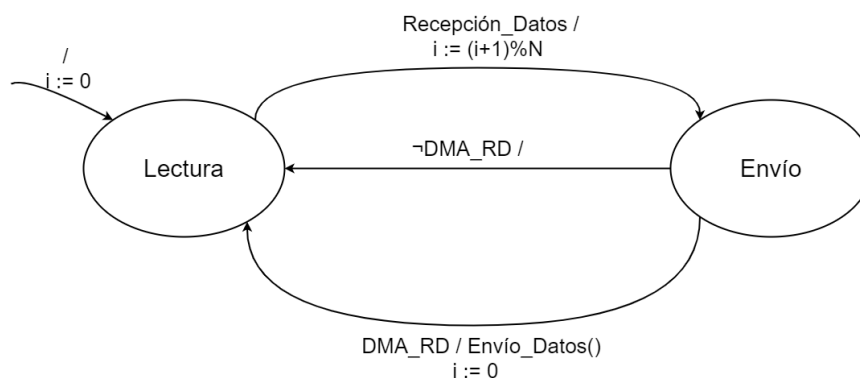 /
i := 0
Recepción_Datos /
i := (i+1)%N
Lectura
¬DMA_RD /
Envío
DMA_RD / Envío_Datos()
i := 0